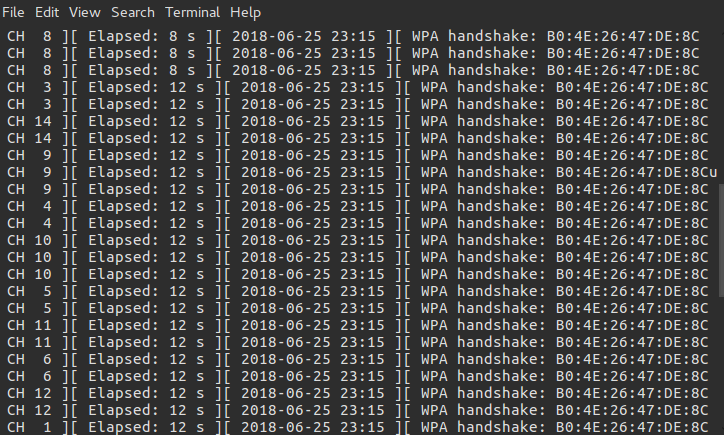 File Edit View Search Terminal Help
CH 8 ][ Elapsed: 8 s ][ 2018-06-25 23:15 ][ WPA handshake: B0:4E:26:47:DE:8C
CH 8 ][ Elapsed: 8 s ][ 2018-06-25 23:15 ][ WPA handshake: B0:4E:26:47:DE:8C
CH 8 ][ Elapsed: 8 s ][ 2018-06-25 23:15 ][ WPA handshake: B0:4E:26:47:DE:8C
CH 3 ][ Elapsed: 12 s ][ 2018-06-25 23:15 ][ WPA handshake: B0:4E:26:47:DE:8C
CH 3 ][ Elapsed: 12 s ][ 2018-06-25 23:15 ][ WPA handshake: B0:4E:26:47:DE:8C
CH 14 ][ Elapsed: 12 s ][ 2018-06-25 23:15 ][ WPA handshake: B0:4E:26:47:DE:8C
CH 14 ][ Elapsed: 12 s ][ 2018-06-25 23:15 ][ WPA handshake: B0:4E:26:47:DE:8C
CH 9 ][ Elapsed: 12 s ][ 2018-06-25 23:15 ][ WPA handshake: B0:4E:26:47:DE:8C
CH 9 ][ Elapsed: 12 s ][ 2018-06-25 23:15 ][ WPA handshake: B0:4E:26:47:DE:8Cu
CH 9 ][ Elapsed: 12 s ][ 2018-06-25 23:15 ][ WPA handshake: B0:4E:26:47:DE:8C
CH 4 ][ Elapsed: 12 s ][ 2018-06-25 23:15 ][ WPA handshake: B0:4E:26:47:DE:8C
CH 4 ][ Elapsed: 12 s ][ 2018-06-25 23:15 ][ WPA handshake: B0:4E:26:47:DE:8C
CH 10 ][ Elapsed: 12 s ][ 2018-06-25 23:15 ][ WPA handshake: B0:4E:26:47:DE:8C
CH 10 ][ Elapsed: 12 s ][ 2018-06-25 23:15 ][ WPA handshake: B0:4E:26:47:DE:8C
CH 10 ][ Elapsed: 12 s ][ 2018-06-25 23:15 ][ WPA handshake: B0:4E:26:47:DE:8C
CH 5 ][ Elapsed: 12 s ][ 2018-06-25 23:15 ][ WPA handshake: B0:4E:26:47:DE:8C
CH 5 ][ Elapsed: 12 s ][ 2018-06-25 23:15 ][ WPA handshake: B0:4E:26:47:DE:8C
CH 11 ][ Elapsed: 12 s ][ 2018-06-25 23:15 ][ WPA handshake: B0:4E:26:47:DE:8C
CH 11 ][ Elapsed: 12 s ][ 2018-06-25 23:15 ][ WPA handshake: B0:4E:26:47:DE:8C
CH 6 ][ Elapsed: 12 s ][ 2018-06-25 23:15 ][ WPA handshake: B0:4E:26:47:DE:8C
CH 6 ][ Elapsed: 12 s ][ 2018-06-25 23:15 ][ WPA handshake: B0:4E:26:47:DE:8C
CH 12 ][ Elapsed: 12 s ][ 2018-06-25 23:15 ][ WPA handshake: B0:4E:26:47:DE:8C
CH 12 ][ Elapsed: 12 s ][ 2018-06-25 23:15 ][ WPA handshake: B0:4E:26:47:DE:8C
CH 1 ][ Elapsed: 12 s ][ 2018-06-25 23:15 ][ WPA handshake: B0:4E:26:47:DE:8C